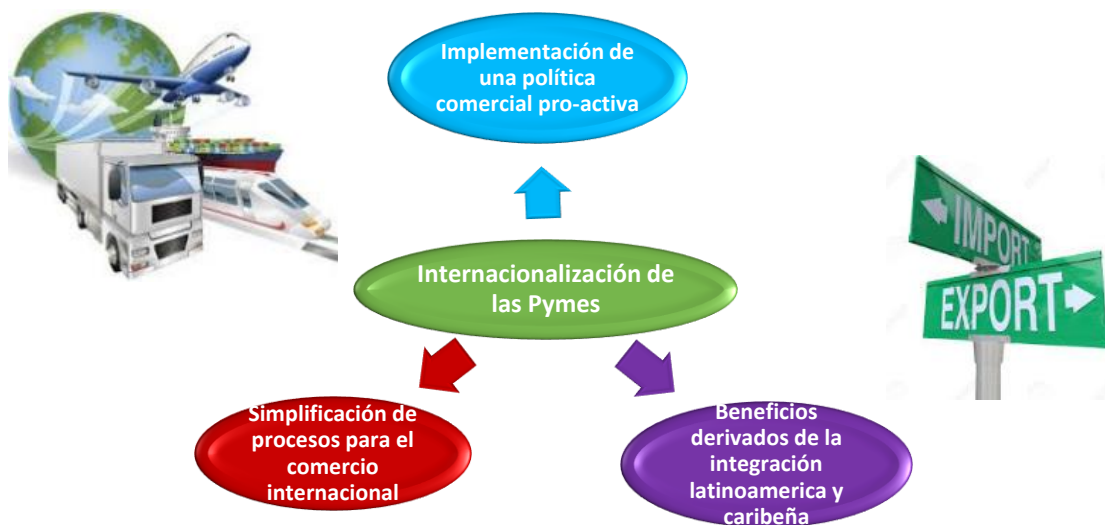 Implementación de
una política
comercial pro-activa
IMPORT
EXPORT
Internacionalización de
las Pymes
Simplificación de
procesos para el
comercio
internacional
Beneficios
derivados de la
integración
latinoamerica y
caribeña